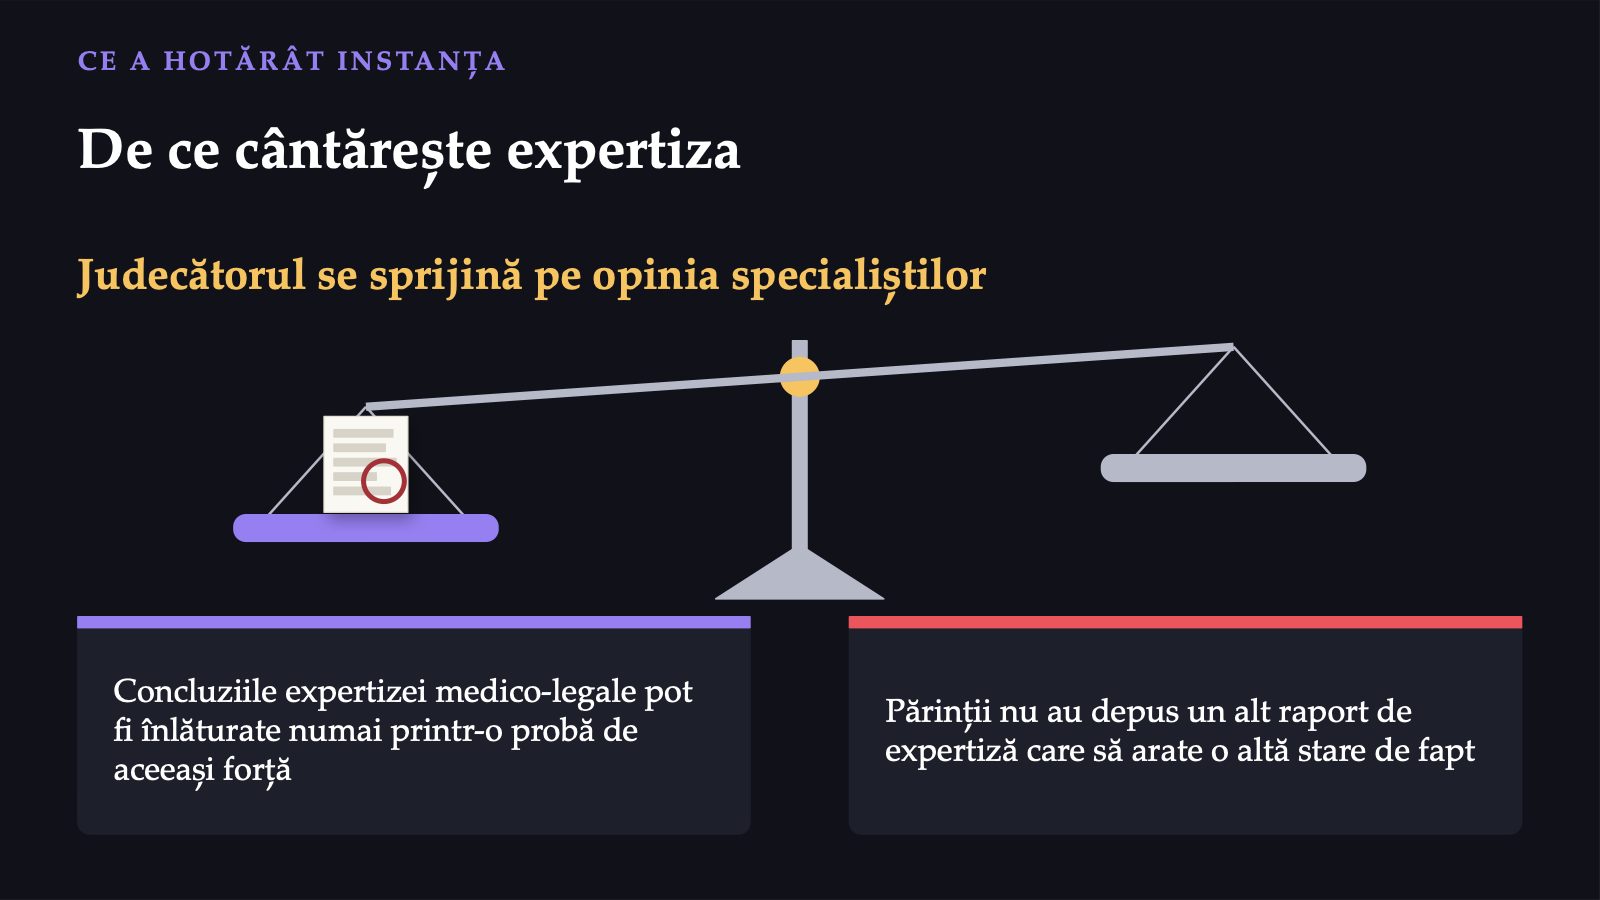 CE A HOTĂRÂT INSTANȚA
De ce cântărește expertiza
Judecătorul se sprijină pe opinia specialiștilor
Concluziile expertizei medico-legale pot
fi înlăturate numai printr-o probă de
aceeași forță
Părinții nu au depus un alt raport de
expertiză care să arate o altă stare de fapt